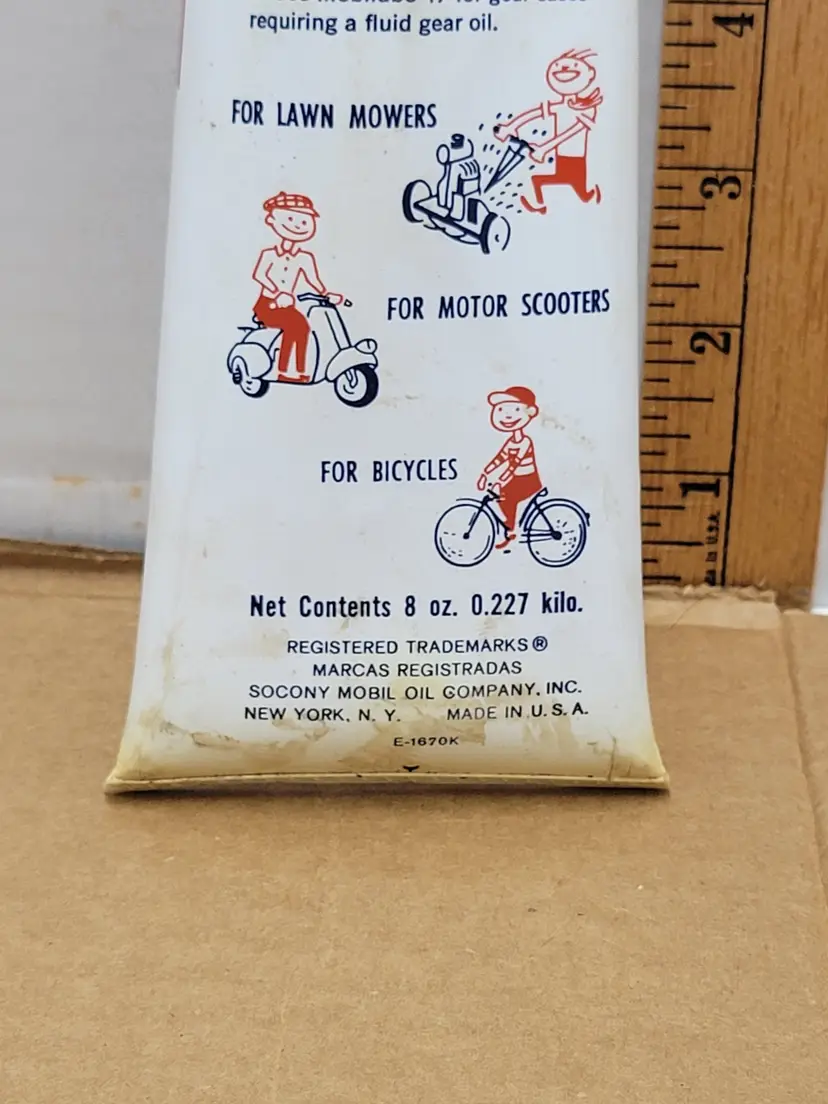 requiring a fluid gear oil.
FOR LAWN MOWERS
FOR MOTOR SCOOTERS
FOR BICYCLES
Net Contents 8 oz. 0.227 kilo.
REGISTERED TRADEMARKS®
MARCAS REGISTRADAS
SOCONY MOBIL OIL COMPANY, INC.
NEW YORK, N. Y. MADE IN U. S. A.
E-1670K
4
3
2
1